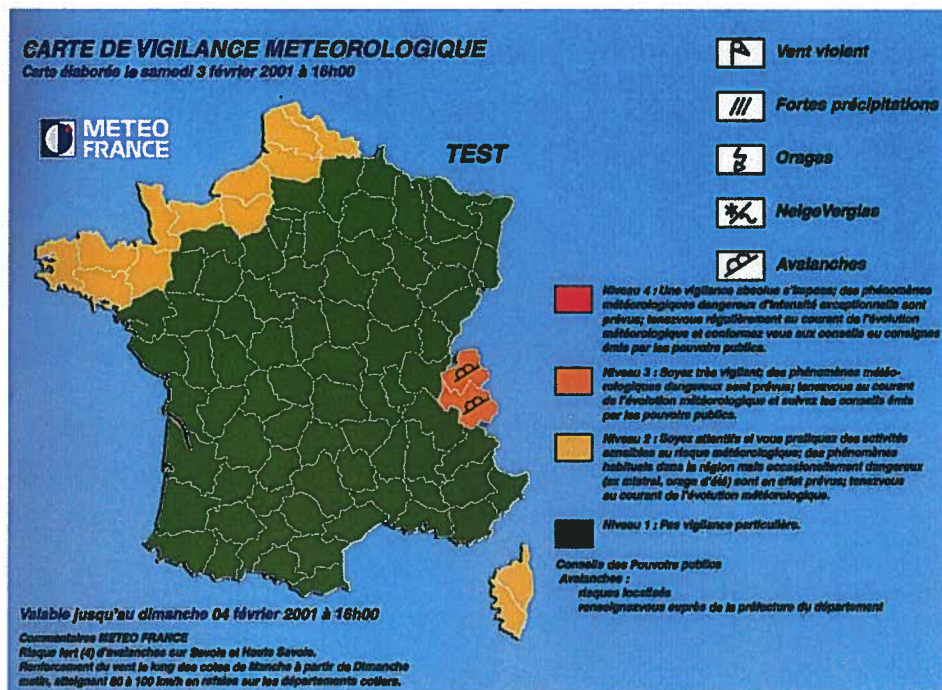 CARTE DE VIGILANCE METEOROLOGIQUE
Carte élaborée le samedi 3 février 2001 à 16h00
METEO
FRANCE
TEST
Vent violant
Fortes précipitations
Orages
NeigeVerglas
Avalanches
Niveau 4 : Une vigilance absolue s'impose; des phénomènes
météorologiques dangereux d'intensité exceptionnelle sont
prévus; tenezvous régulièrement au courant de l'évolution
météorologique et conformez vous aux conseils ou consignes
émis par les pouvoirs publics.
Niveau 3 : Soyez très vigilant; des phénomènes météo-
rologiques dangereux sont prévus; tenezvous au courant
de l'évolution météorologique et suivez les conseils émis
par les pouvoirs publics.
Niveau 2 : Soyez attentifs si vous pratiquez des activités
sensibles au risque météorologique; des phénomènes
habituels dans la région mais occasionellement dangereux
(ex mistral, orage d'été) sont en effet prévus; tenezvous
au courant de l'évolution météorologique.
Niveau 1 : Pas vigilance particulière.
Conseils des Pouvoirs publics
Avalanches :
risques localisés
renseignezvous auprès de la préfecture du département
Valable jusqu'au dimanche 04 février 2001 à 16h00
Commentaires METEO FRANCE
Risque fort (4) d'avalanches sur Savoie et Haute Savoie.
Renforcement du vent le long des cotes de Manche à partir de Dimanche
matin, atteignant 80 à 100 km/h en rafales sur les départements cotiers.